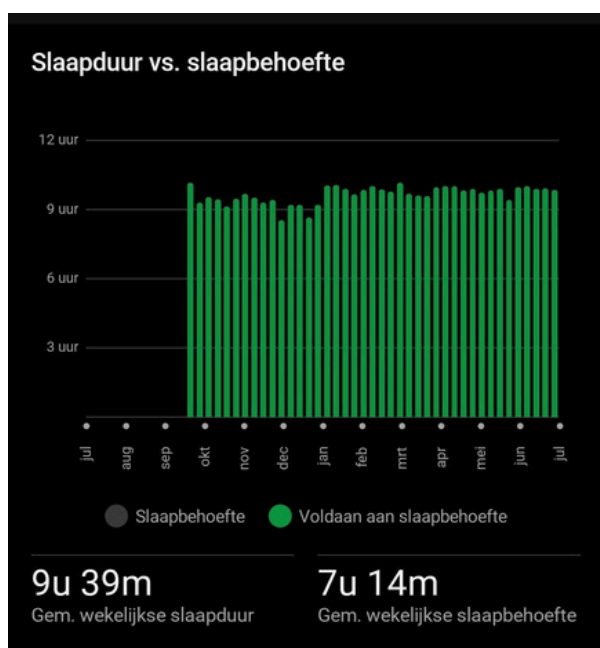 Slaapduur vs. slaapbehoefte
12 uur
9 uur
6 uur
3 uur
jul aug sep okt nov dec jan feb mrt apr mei jun jul
Slaapbehoefte Voldaan aan slaapbehoefte
9u 39m 7u 14m
Gem. wekelijkse slaapduur Gem. wekelijkse slaapbehoefte